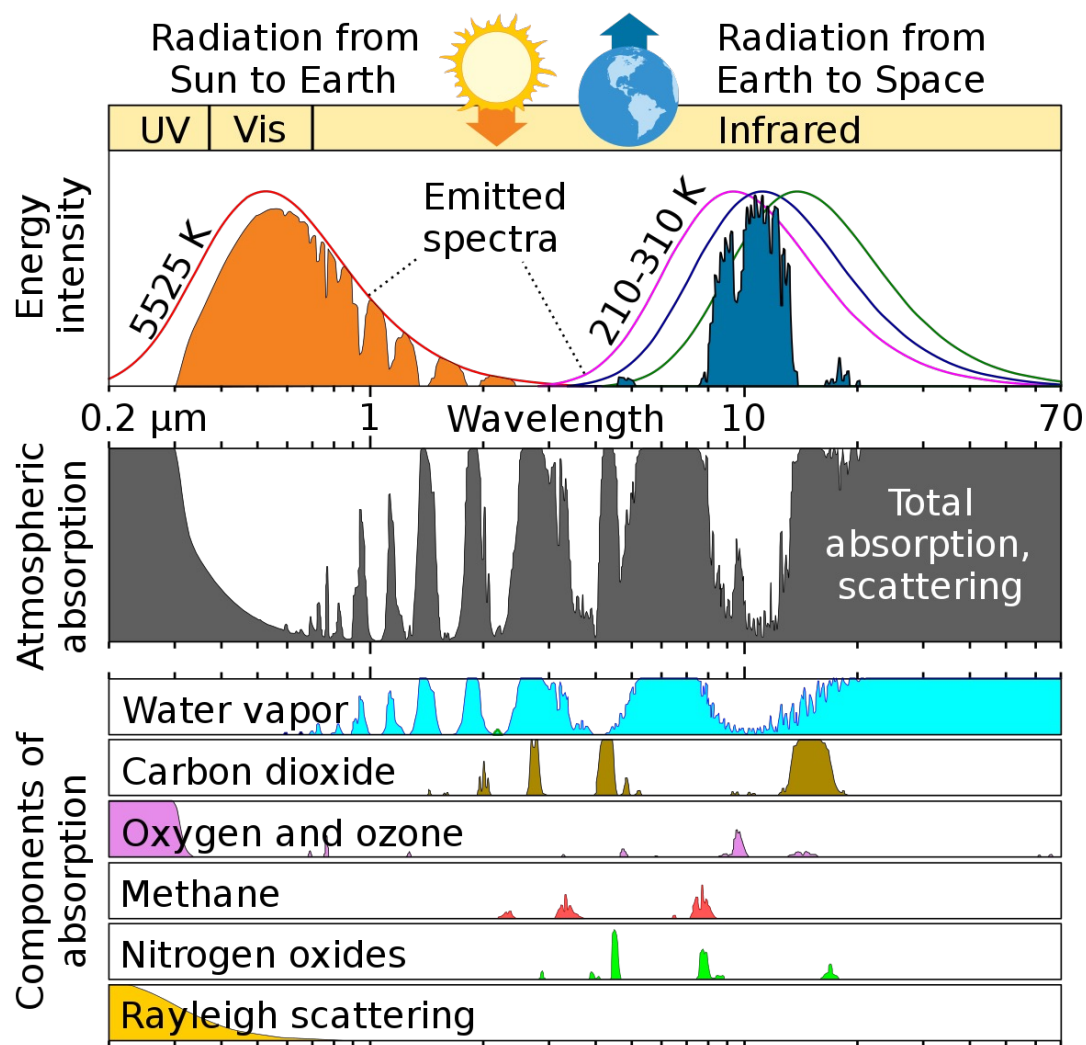 Radiation from
Sun to Earth
Radiation from
Earth to Space
UV
Vis
Infrared
Energy
intensity
5525 K
Emitted
spectra
210-310 K
0.2 µm
1
Wavelength
10
70
Atmospheric
absorption
Total
absorption,
scattering
Components of
absorption
Water vapor
Carbon dioxide
Oxygen and ozone
Methane
Nitrogen oxides
Rayleigh scattering